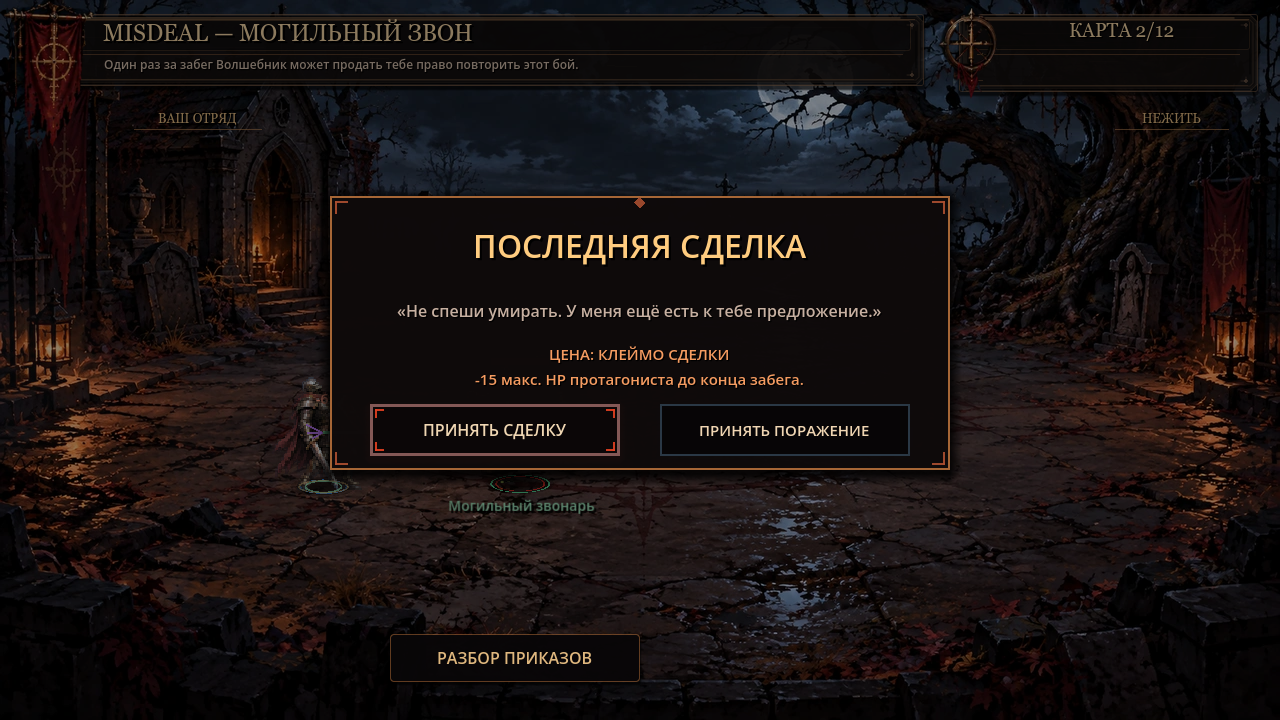 MISDEAL — МОГИЛЬНЫЙ ЗВОН
Один раз за забег Волшебник может продать тебе право повторить этот бой.
КАРТА 2/12
ВАШ ОТРЯД
НЕЖИТЬ
ПОСЛЕДНЯЯ СДЕЛКА
«Не спеши умирать. У меня ещё есть к тебе предложение.»
ЦЕНА: КЛЕЙМО СДЕЛКИ
-15 макс. HP протагониста до конца забега.
ПРИНЯТЬ СДЕЛКУ
ПРИНЯТЬ ПОРАЖЕНИЕ
Могильный звонарь
РАЗБОР ПРИКАЗОВ